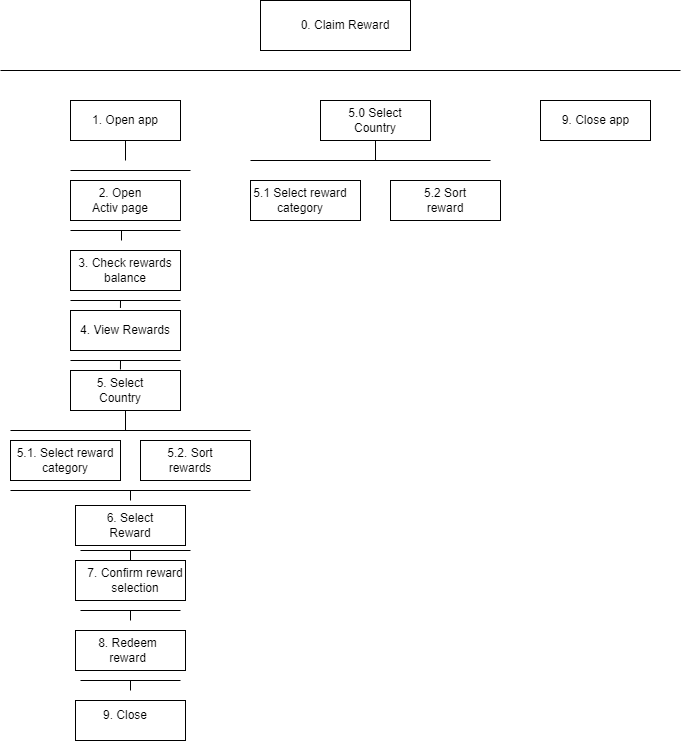 0. Claim Reward
1. Open app
5.0 Select
Country
9. Close app
2. Open
Activ page
5.1 Select reward
category
5.2 Sort
reward
3. Check rewards
balance
4. View Rewards
5. Select
Country
5.1. Select reward
category
5.2. Sort
rewards
6. Select
Reward
7. Confirm reward
selection
8. Redeem
reward
9. Close